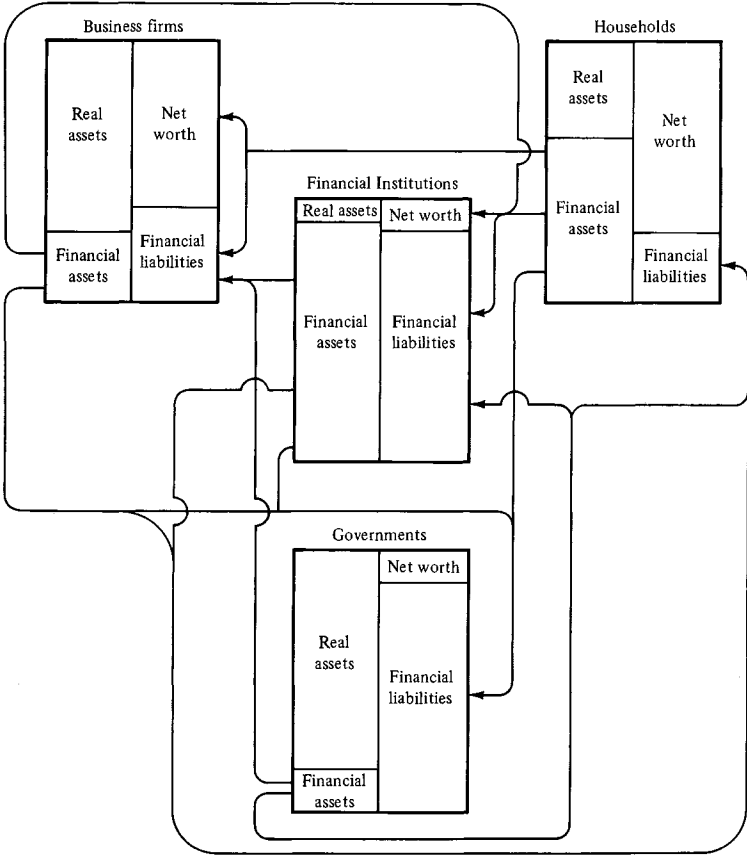 Business firms
Real
assets
Net
worth
Financial
assets
Financial
liabilities
Households
Real
assets
Net
worth
Financial
assets
Financial
liabilities
Financial Institutions
Real assets
Net worth
Financial
assets
Financial
liabilities
Governments
Net worth
Real
assets
Financial
liabilities
Financial
assets